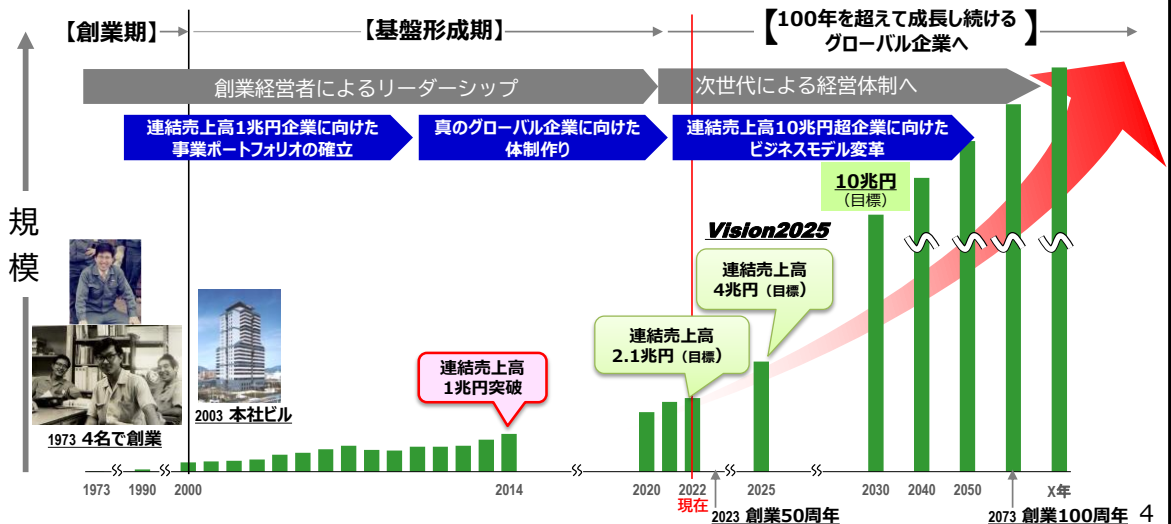 【創業期】
【基盤形成期】
【100年を超えて成長し続ける
グローバル企業へ】
創業経営者によるリーダーシップ
次世代による経営体制へ
連結売上高1兆円企業に向けた
事業ポートフォリオの確立
真のグローバル企業に向けた
体制作り
連結売上高10兆円超企業に向けた
ビジネスモデル変革
規模
10兆円
（目標）
Vision2025
連結売上高
4兆円（目標）
連結売上高
2.1兆円（目標）
連結売上高
1兆円突破
2003 本社ビル
1973 4名で創業
1973
1990
2000
2014
2020
2022
現在
2025
2030
2040
2050
X年
2023 創業50周年
2073 創業100周年
4